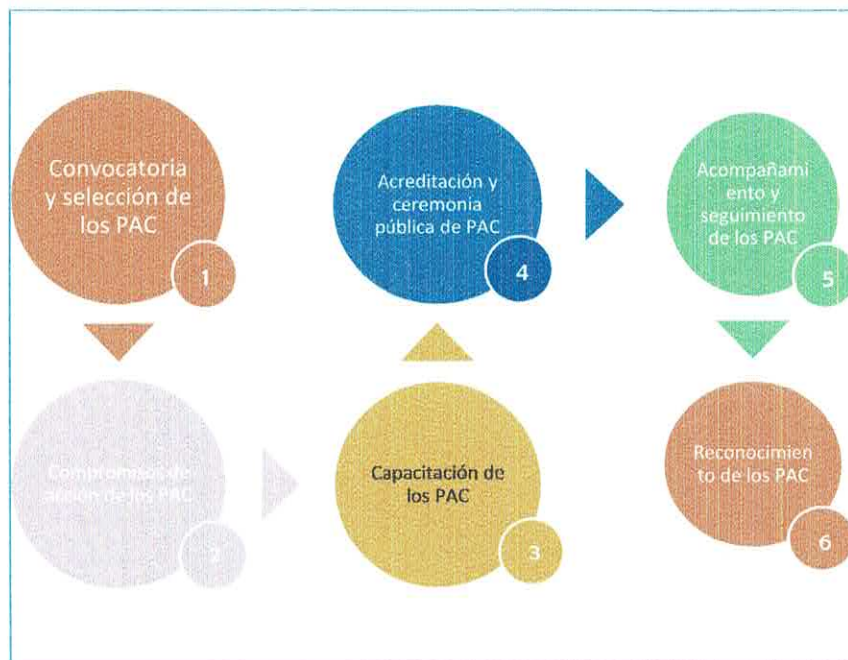 Convocatoria
y selección de
los PAC
1
Compromisos de
acción de los PAC
2
Capacitación de
los PAC
3
Acreditación y
ceremonia
pública de PAC
4
Acompañami
ento y
seguimiento
de los PAC
5
Reconocimien
to de los PAC
6